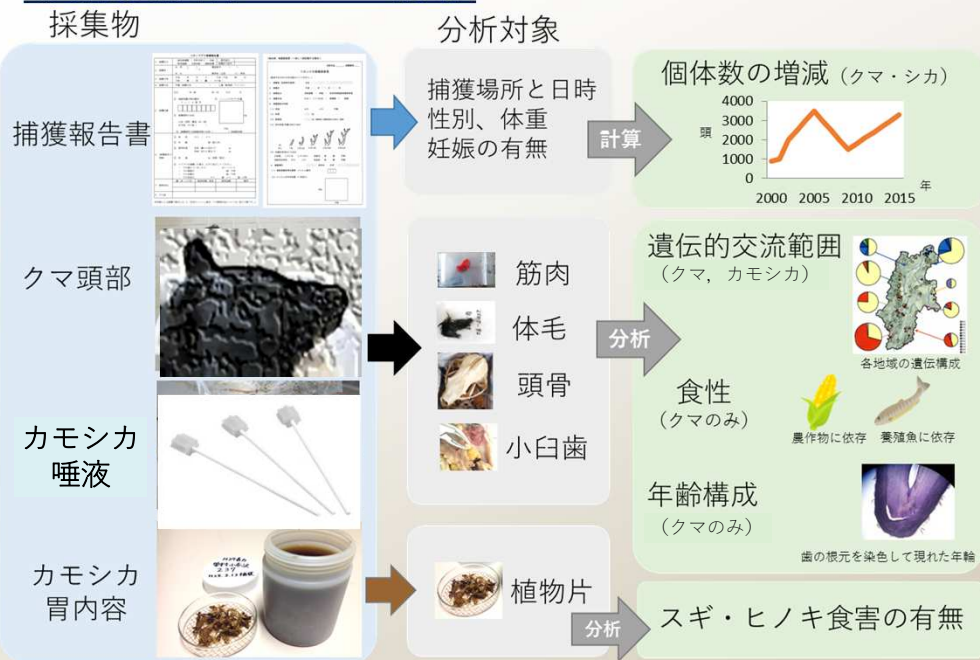 採集物
分析対象
捕獲報告書
捕獲場所と日時
性別、体重
妊娠の有無
計算
個体数の増減（クマ・シカ）
頭
4000
3000
2000
1000
0
2000 2005 2010 2015
年
クマ頭部
カモシカ
唾液
筋肉
体毛
頭骨
小臼歯
分析
遺伝的交流範囲
（クマ，カモシカ）
各地域の遺伝構成
食性
（クマのみ）
農作物に依存 養殖魚に依存
年齢構成
（クマのみ）
歯の根元を染色して現れた年輪
カモシカ
胃内容
植物片
分析
スギ・ヒノキ食害の有無